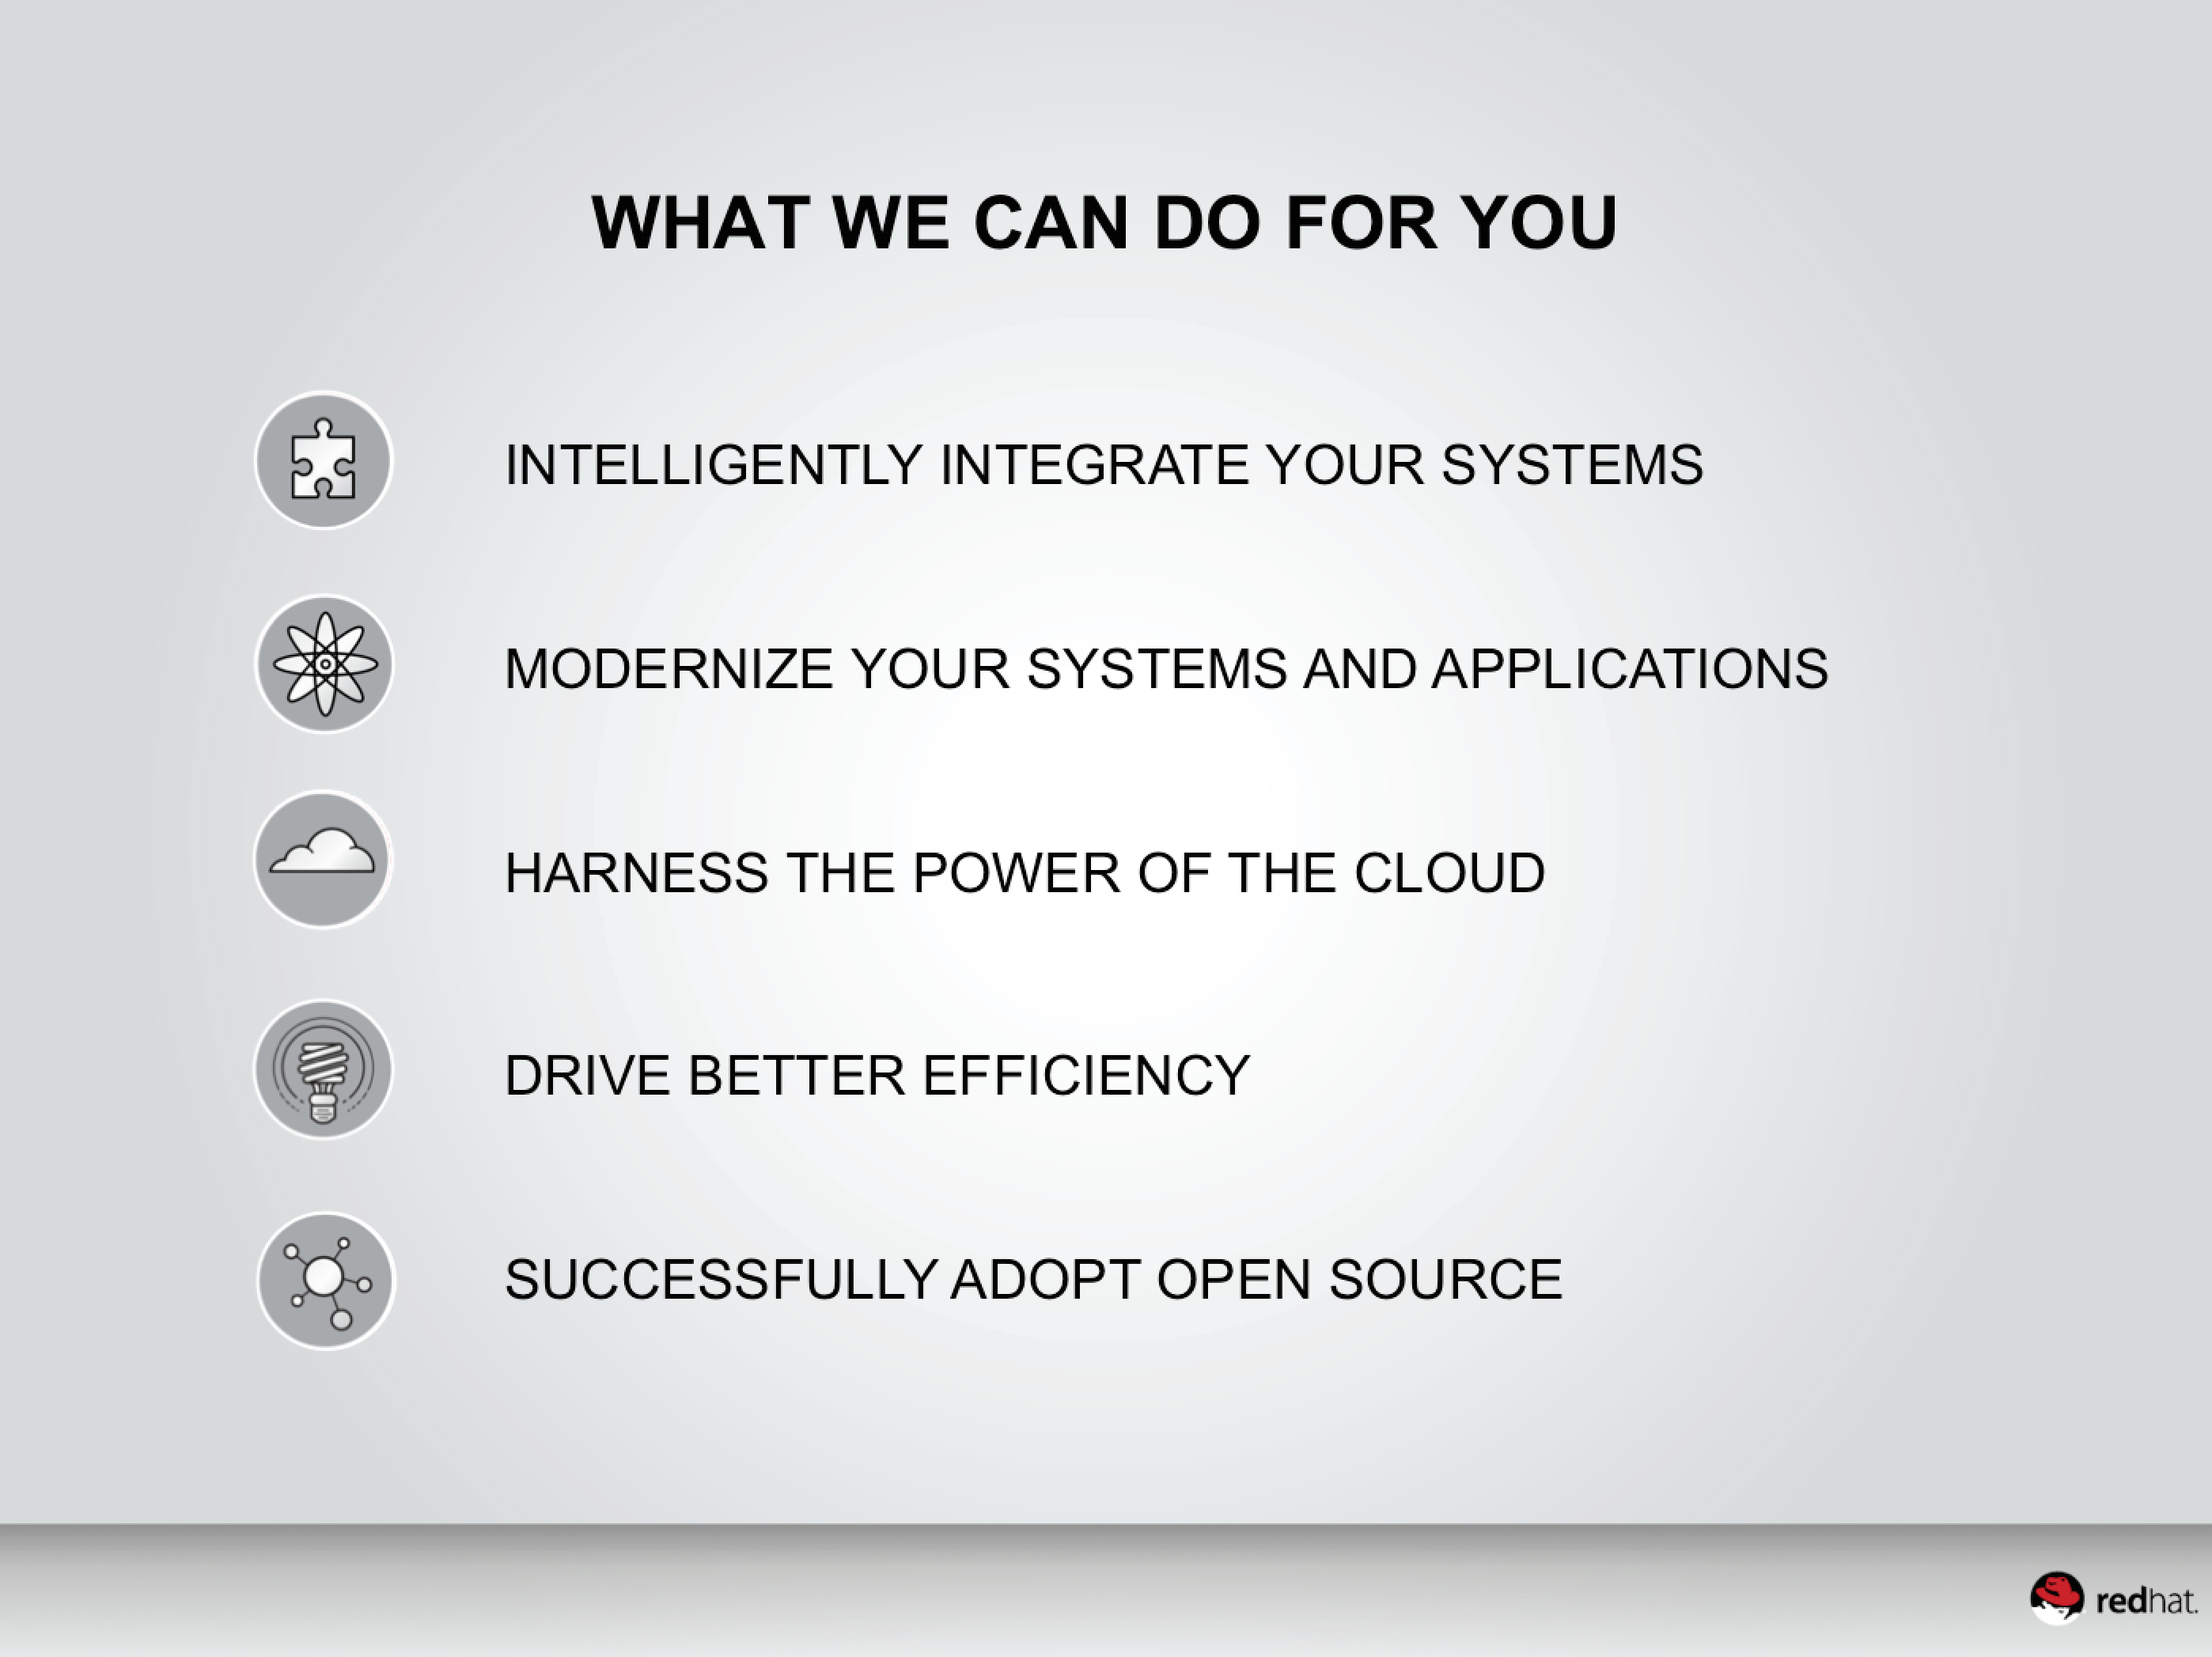 WHAT WE CAN DO FOR YOU
INTELLIGENTLY INTEGRATE YOUR SYSTEMS
MODERNIZE YOUR SYSTEMS AND APPLICATIONS
HARNESS THE POWER OF THE CLOUD
DRIVE BETTER EFFICIENCY
SUCCESSFULLY ADOPT OPEN SOURCE
redhat.